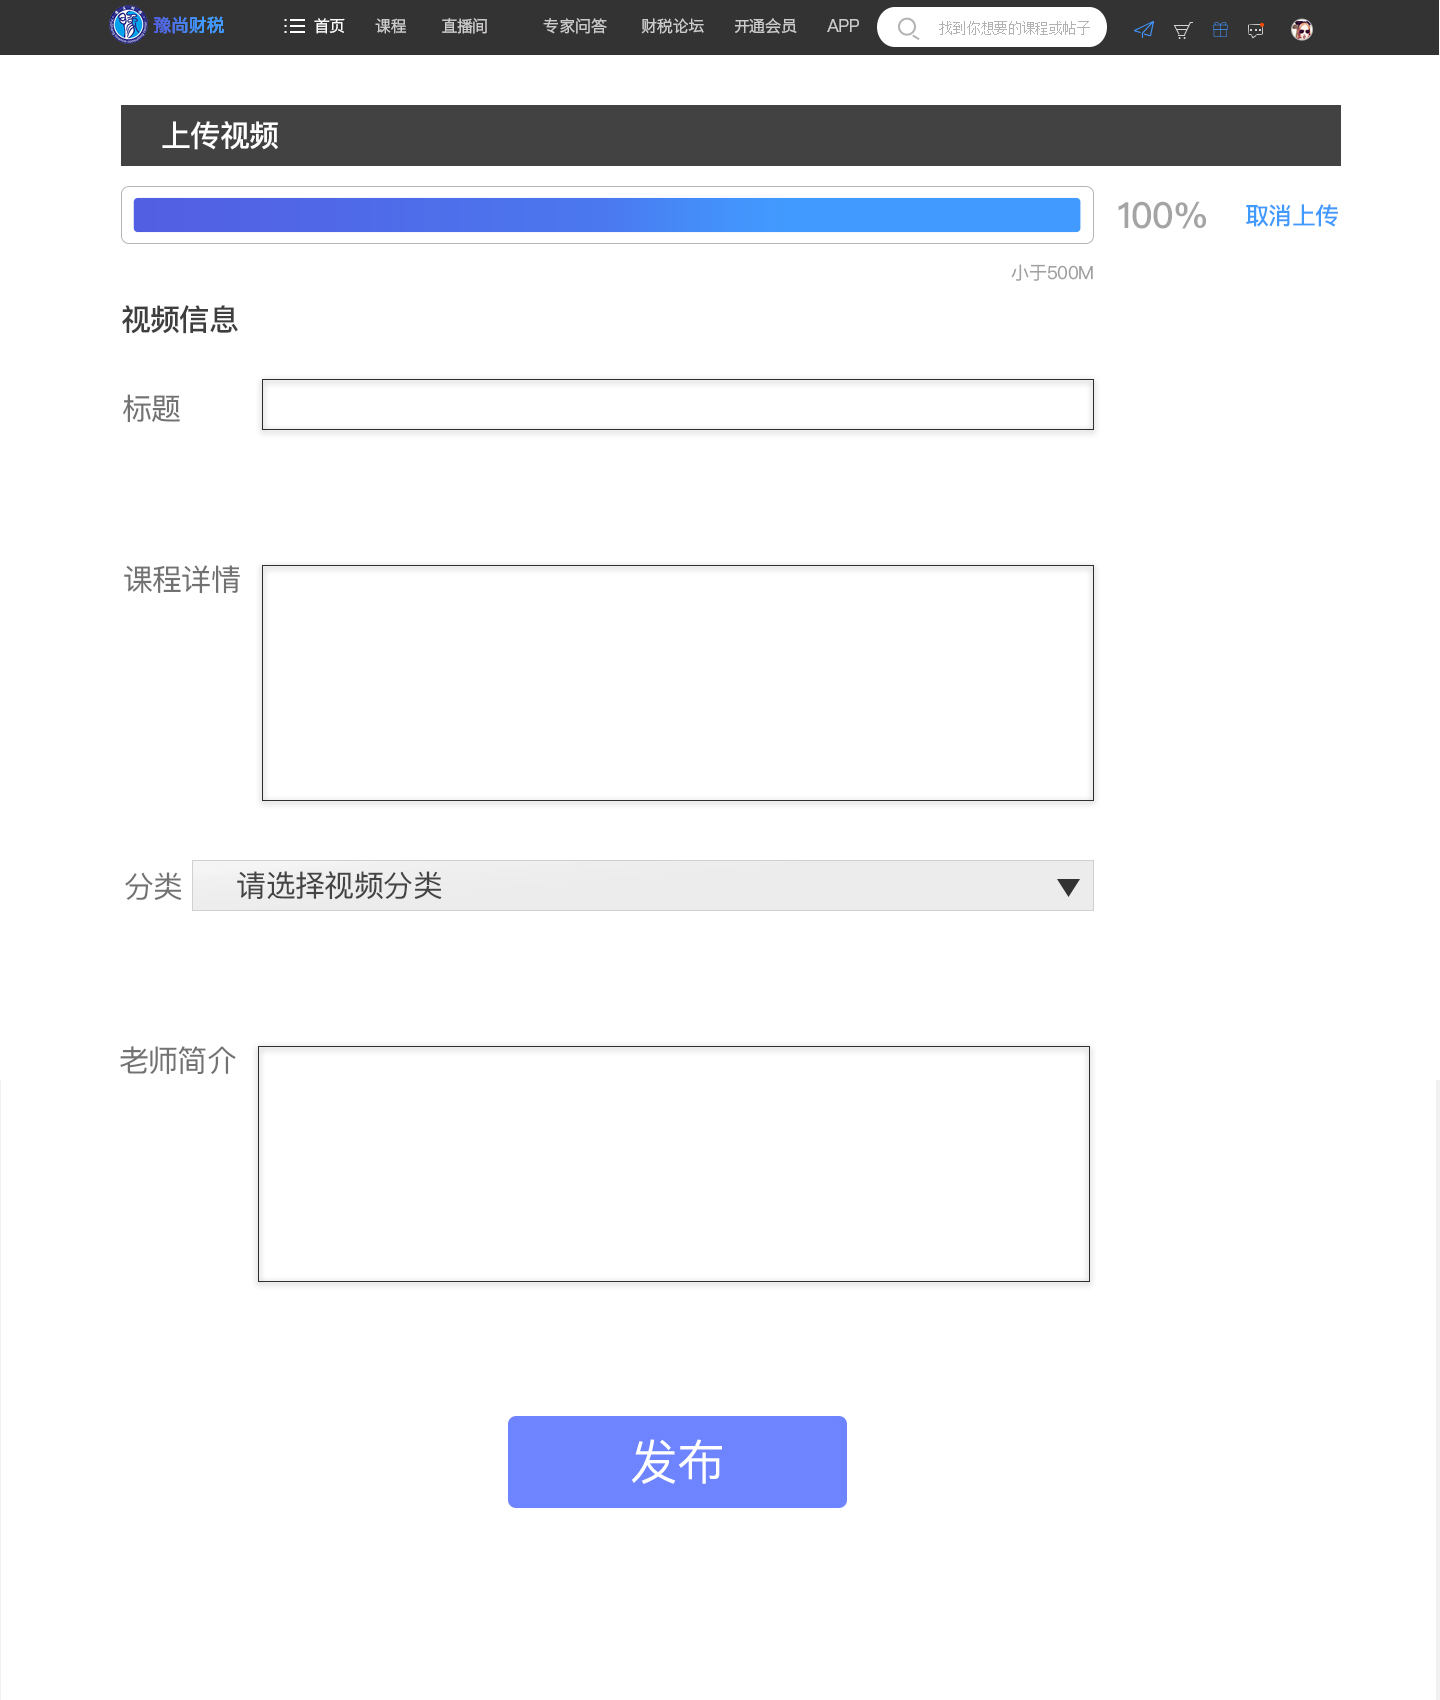 豫尚财税 首页 课程 直播间 专家问答 财税论坛 开通会员 APP 找到你想要的课程或帖子
上传视频
100% 取消上传
小于500M
视频信息
标题
课程详情
分类 请选择视频分类
老师简介
发布